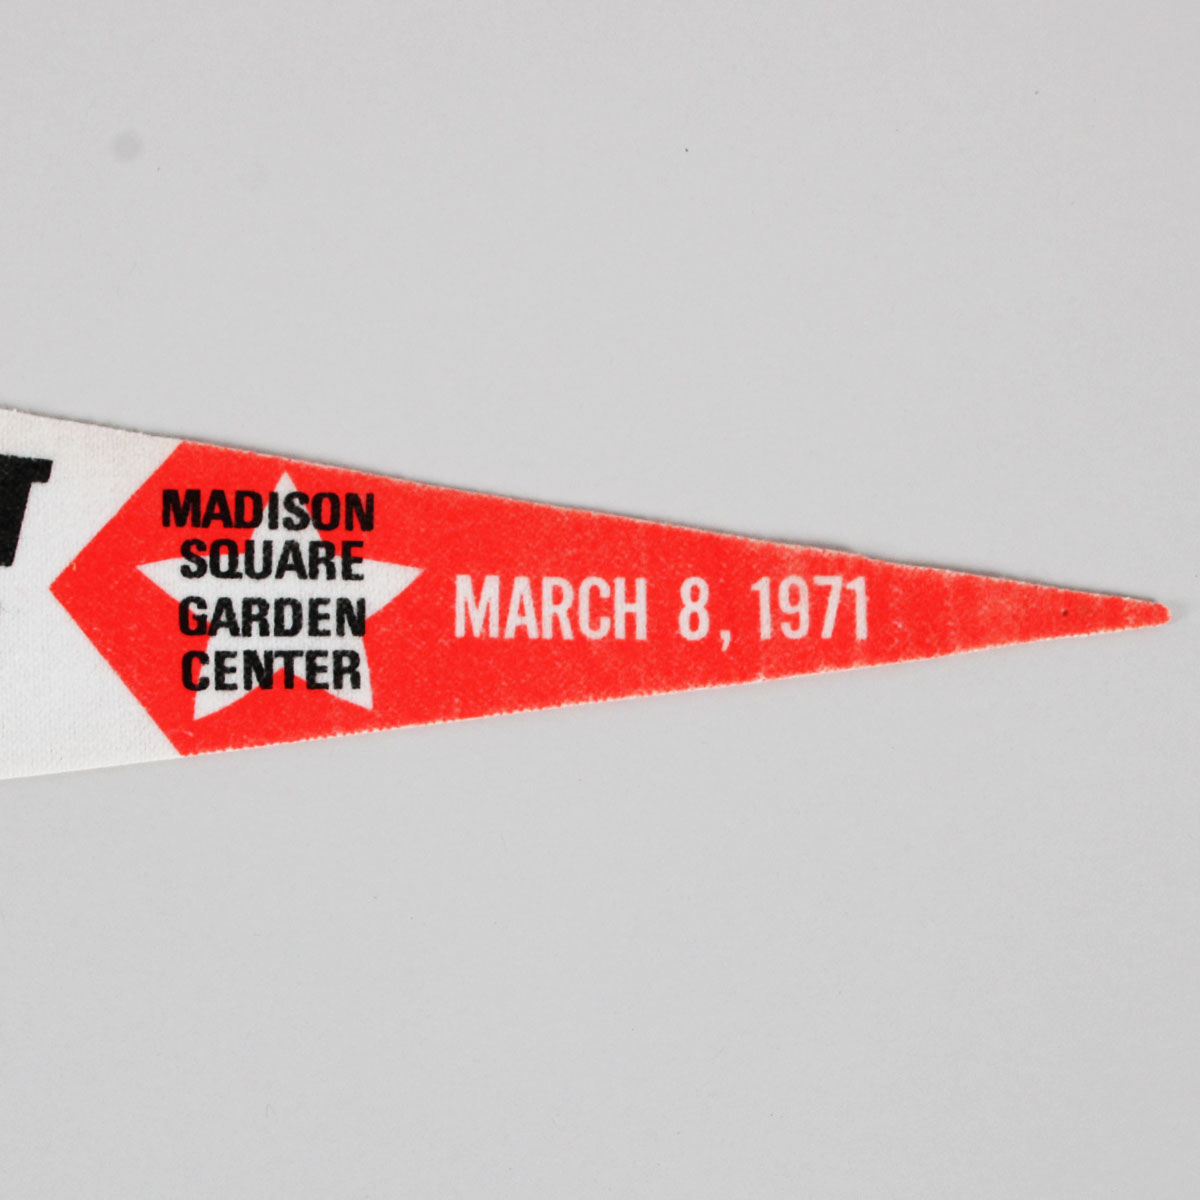 MADISON
SQUARE
GARDEN
CENTER
MARCH 8, 1971